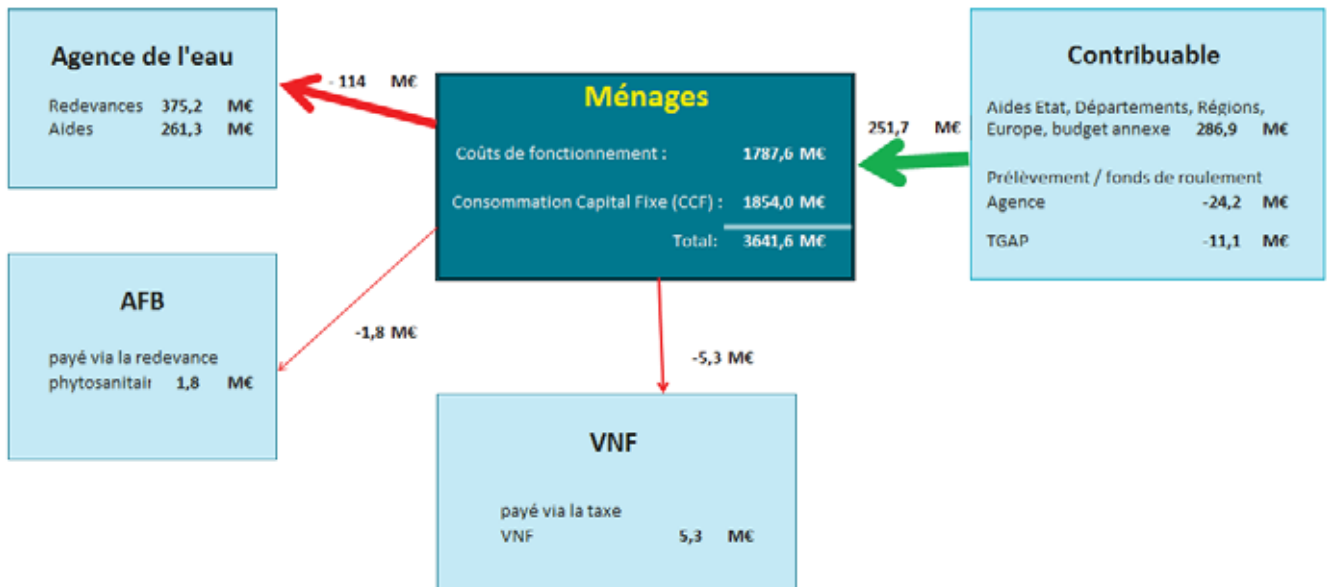 Agence de l'eau
Redevances 375,2 M€
Aides 261,3 M€
- 114 M€
Ménages
Coûts de fonctionnement : 1787,6 M€
Consommation Capital Fixe (CCF) : 1854,0 M€
Total: 3641,6 M€
251,7 M€
Contribuable
Aides Etat, Départements, Régions,
Europe, budget annexe 286,9 M€
Prélèvement / fonds de roulement
Agence -24,2 M€
TGAP -11,1 M€
AFB
payé via la redevance
phytosanitair 1,8 M€
-1,8 M€
-5,3 M€
VNF
payé via la taxe
VNF 5,3 M€